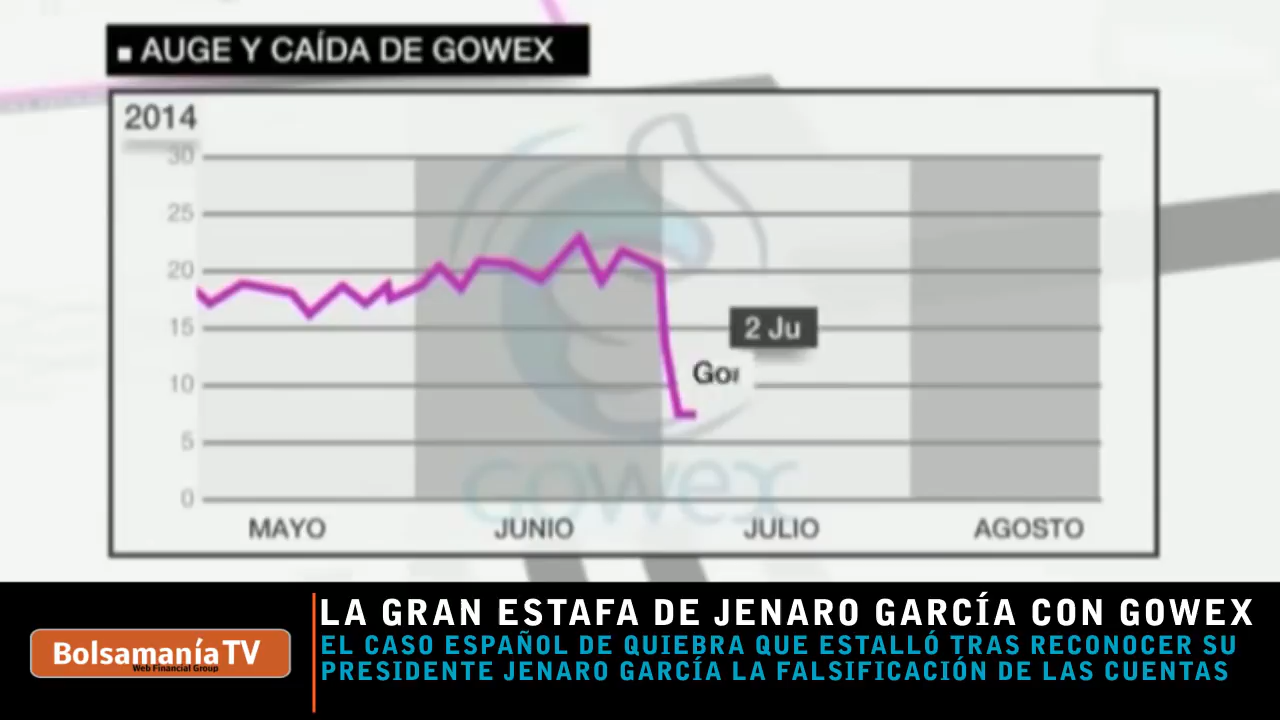 AUGE Y CAÍDA DE GOWEX
2014
30
25
20
15
10
5
0
2 Ju
GOWEX
MAYO
JUNIO
JULIO
AGOSTO
BolsamaníaTV
Web Financial Group
LA GRAN ESTAFA DE JENARO GARCÍA CON GOWEX
EL CASO ESPAÑOL DE QUIEBRA QUE ESTALLÓ TRAS RECONOCER SU
PRESIDENTE JENARO GARCÍA LA FALSIFICACIÓN DE LAS CUENTAS